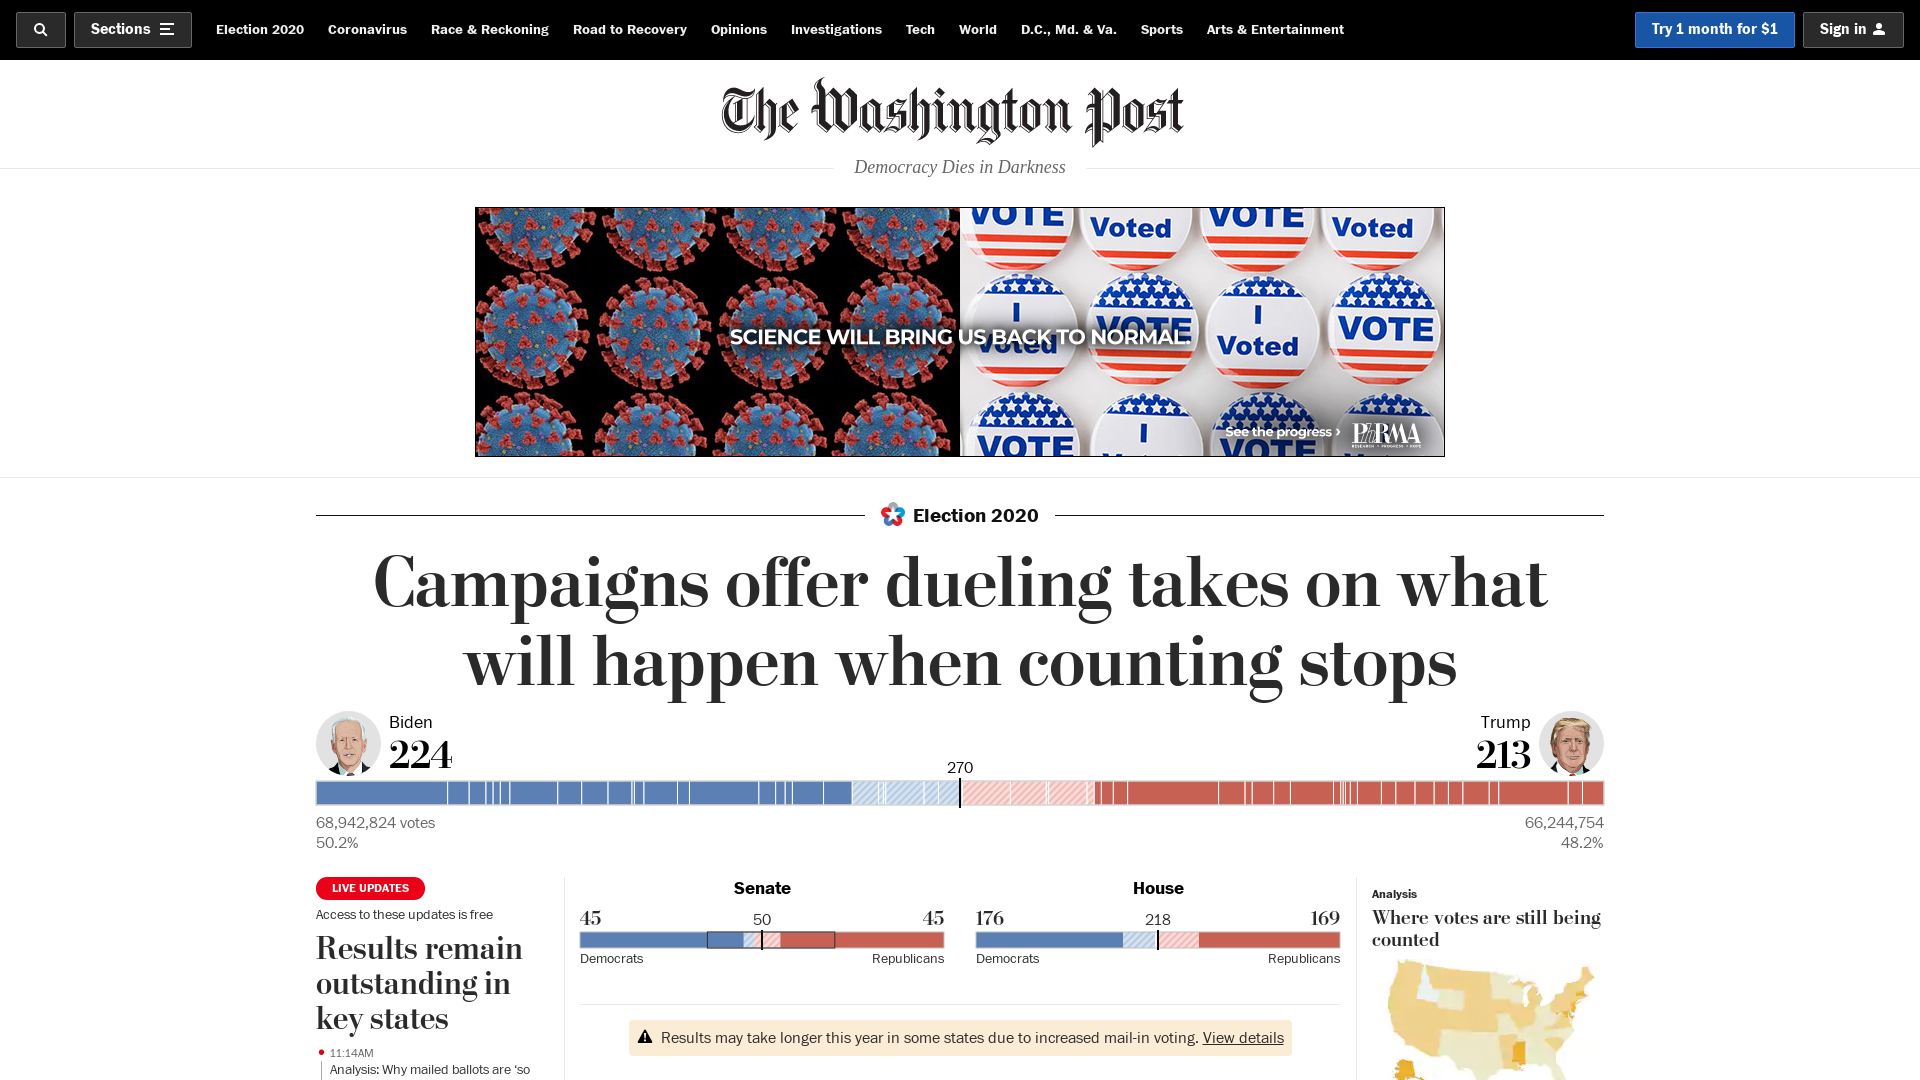 Sections
Election 2020
Coronavirus
Race & Reckoning
Road to Recovery
Opinions
Investigations
Tech
World
D.C., Md. & Va.
Sports
Arts & Entertainment
Try 1 month for $1
Sign in
The Washington Post
Democracy Dies in Darkness
VOTE
Voted
VOTE
Voted
I
Voted
VOTE
I
Voted
VOTE
SCIENCE WILL BRING US BACK TO NORMAL.
VOTE
I
VOTE
See the progress ›
PhRMA
RESEARCH • PROGRESS • HOPE
Election 2020
Campaigns offer dueling takes on what
will happen when counting stops
Biden
224
Trump
213
270
68,942,824 votes
50.2%
66,244,754
48.2%
LIVE UPDATES
Access to these updates is free
Results remain
outstanding in
key states
11:14AM
Analysis: Why mailed ballots are ‘so
Senate
45
50
45
Democrats
Republicans
House
176
218
169
Democrats
Republicans
Results may take longer this year in some states due to increased mail-in voting. View details
Analysis
Where votes are still being
counted